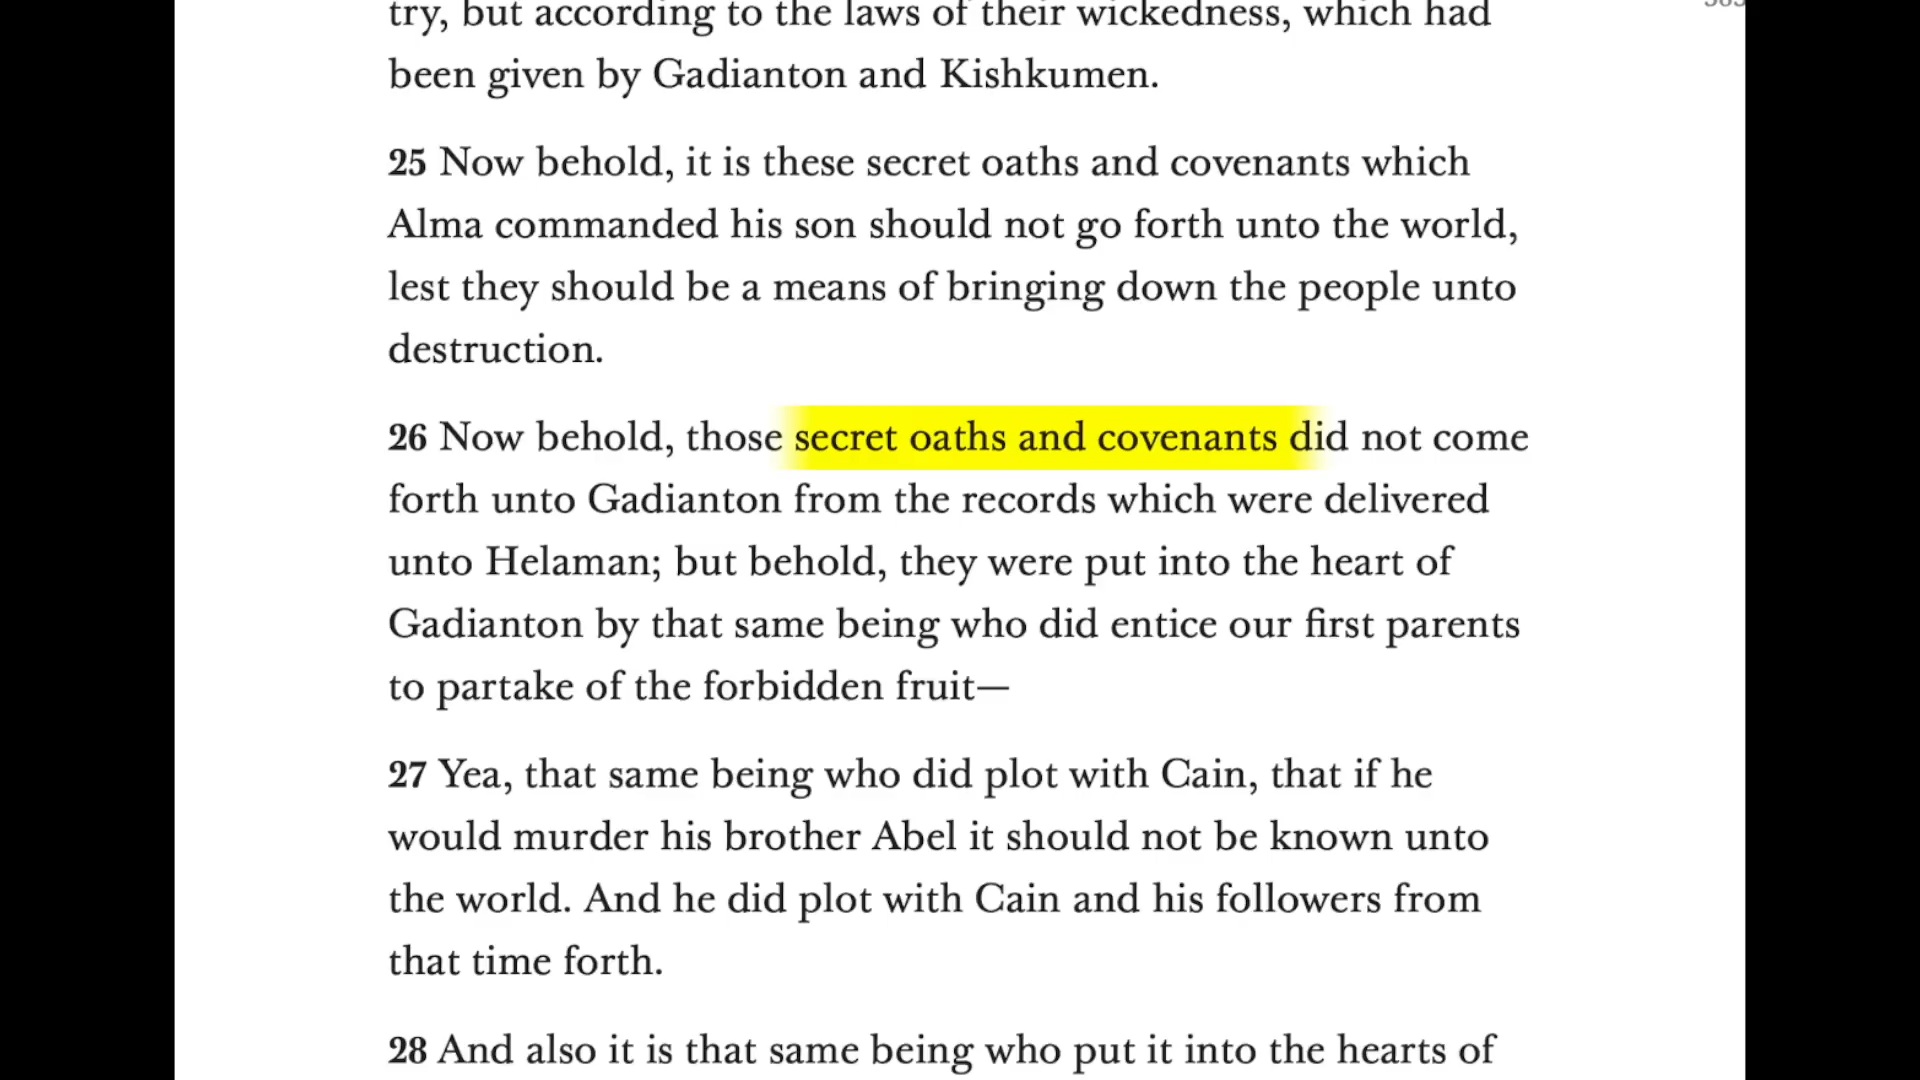 try, but according to the laws of their wickedness, which had
been given by Gadianton and Kishkumen.
25 Now behold, it is these secret oaths and covenants which
Alma commanded his son should not go forth unto the world,
lest they should be a means of bringing down the people unto
destruction.
26 Now behold, those secret oaths and covenants did not come
forth unto Gadianton from the records which were delivered
unto Helaman; but behold, they were put into the heart of
Gadianton by that same being who did entice our first parents
to partake of the forbidden fruit—
27 Yea, that same being who did plot with Cain, that if he
would murder his brother Abel it should not be known unto
the world. And he did plot with Cain and his followers from
that time forth.
28 And also it is that same being who put it into the hearts of